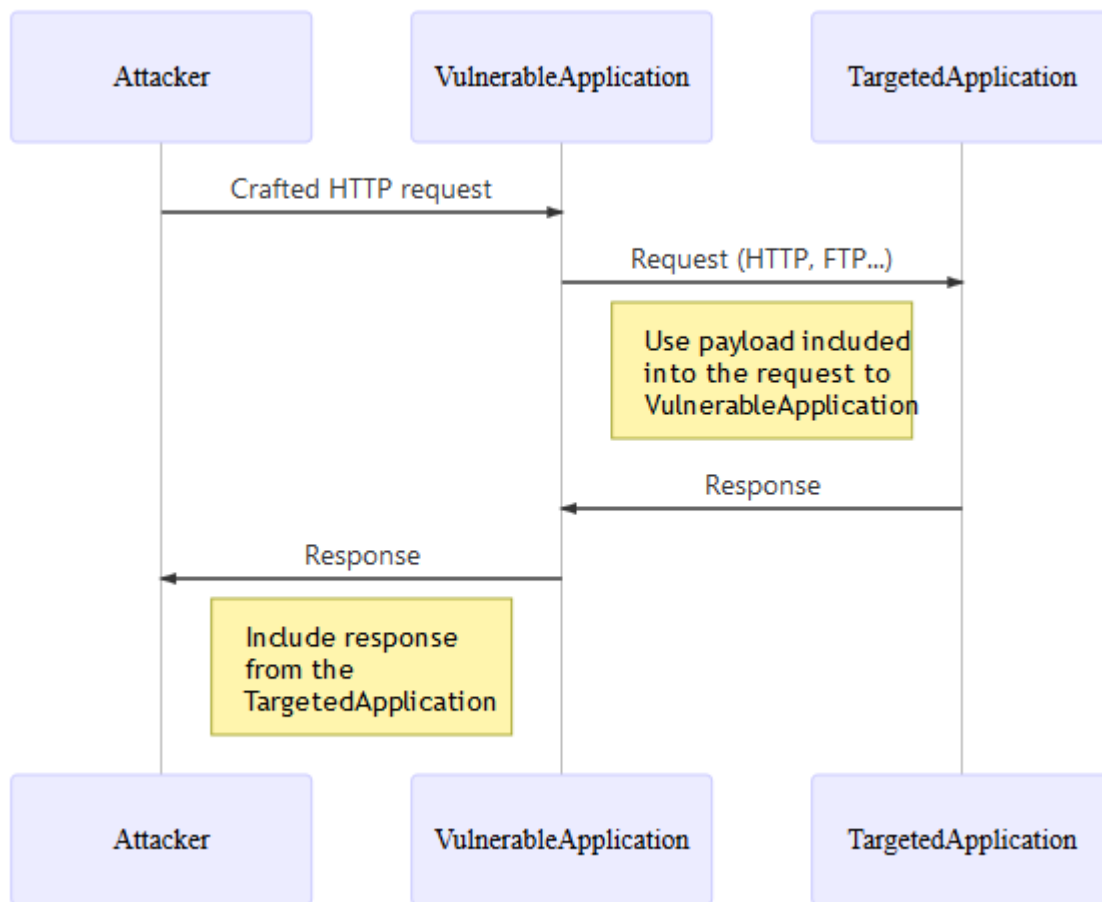 Attacker
VulnerableApplication
TargetedApplication
Crafted HTTP request
Request (HTTP, FTP...)
Use payload included
into the request to
VulnerableApplication
Response
Response
Include response
from the
TargetedApplication
Attacker
VulnerableApplication
TargetedApplication